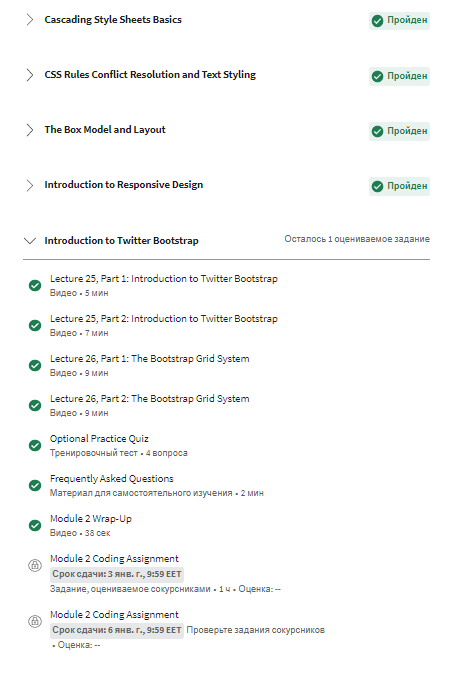 Cascading Style Sheets Basics
Пройден
CSS Rules Conflict Resolution and Text Styling
Пройден
The Box Model and Layout
Пройден
Introduction to Responsive Design
Пройден
Introduction to Twitter Bootstrap
Осталось 1 оцениваемое задание
Lecture 25, Part 1: Introduction to Twitter Bootstrap
Видео • 5 мин
Lecture 25, Part 2: Introduction to Twitter Bootstrap
Видео • 7 мин
Lecture 26, Part 1: The Bootstrap Grid System
Видео • 9 мин
Lecture 26, Part 2: The Bootstrap Grid System
Видео • 9 мин
Optional Practice Quiz
Тренировочный тест • 4 вопроса
Frequently Asked Questions
Материал для самостоятельного изучения • 2 мин
Module 2 Wrap-Up
Видео • 38 сек
Module 2 Coding Assignment
Срок сдачи: 3 янв. г., 9:59 EET
Задание, оцениваемое сокурсниками • 1 ч • Оценка: --
Module 2 Coding Assignment
Срок сдачи: 6 янв. г., 9:59 EET Проверьте задания сокурсников
• Оценка: --